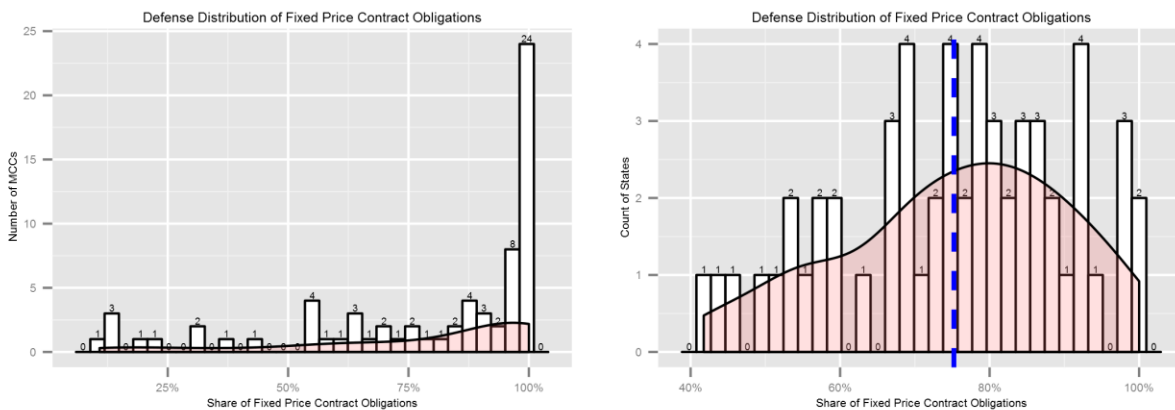 Defense Distribution of Fixed Price Contract Obligations
25
20
15
10
5
0
Number of MCCs
0 1 3 0 1 1 0 0 2 0 1 0 1 0 0 0 4 1 1 3 1 2 1 2 1 1 2 4 3 2 8 24 0
25% 50% 75% 100%
Share of Fixed Price Contract Obligations
Defense Distribution of Fixed Price Contract Obligations
4
3
2
1
0
Count of States
0 1 1 1 0 1 1 2 1 2 2 0 1 0 3 4 1 2 4 2 4 3 2 3 3 2 1 4 1 0 3 2 0
40% 60% 80% 100%
Share of Fixed Price Contract Obligations